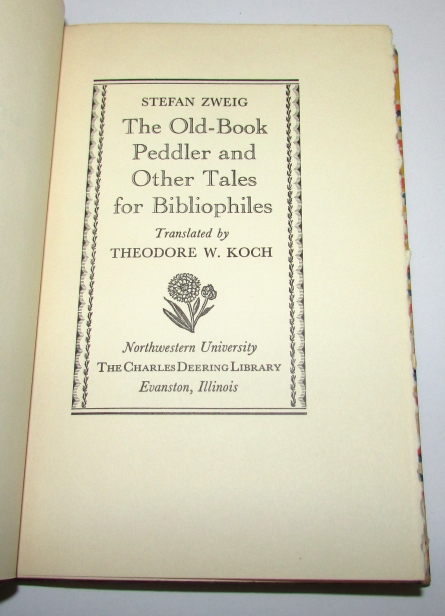 STEFAN ZWEIG
The Old-Book
Peddler and
Other Tales
for Bibliophiles
Translated by
THEODORE W. KOCH
Northwestern University
THE CHARLES DEERING LIBRARY
Evanston, Illinois